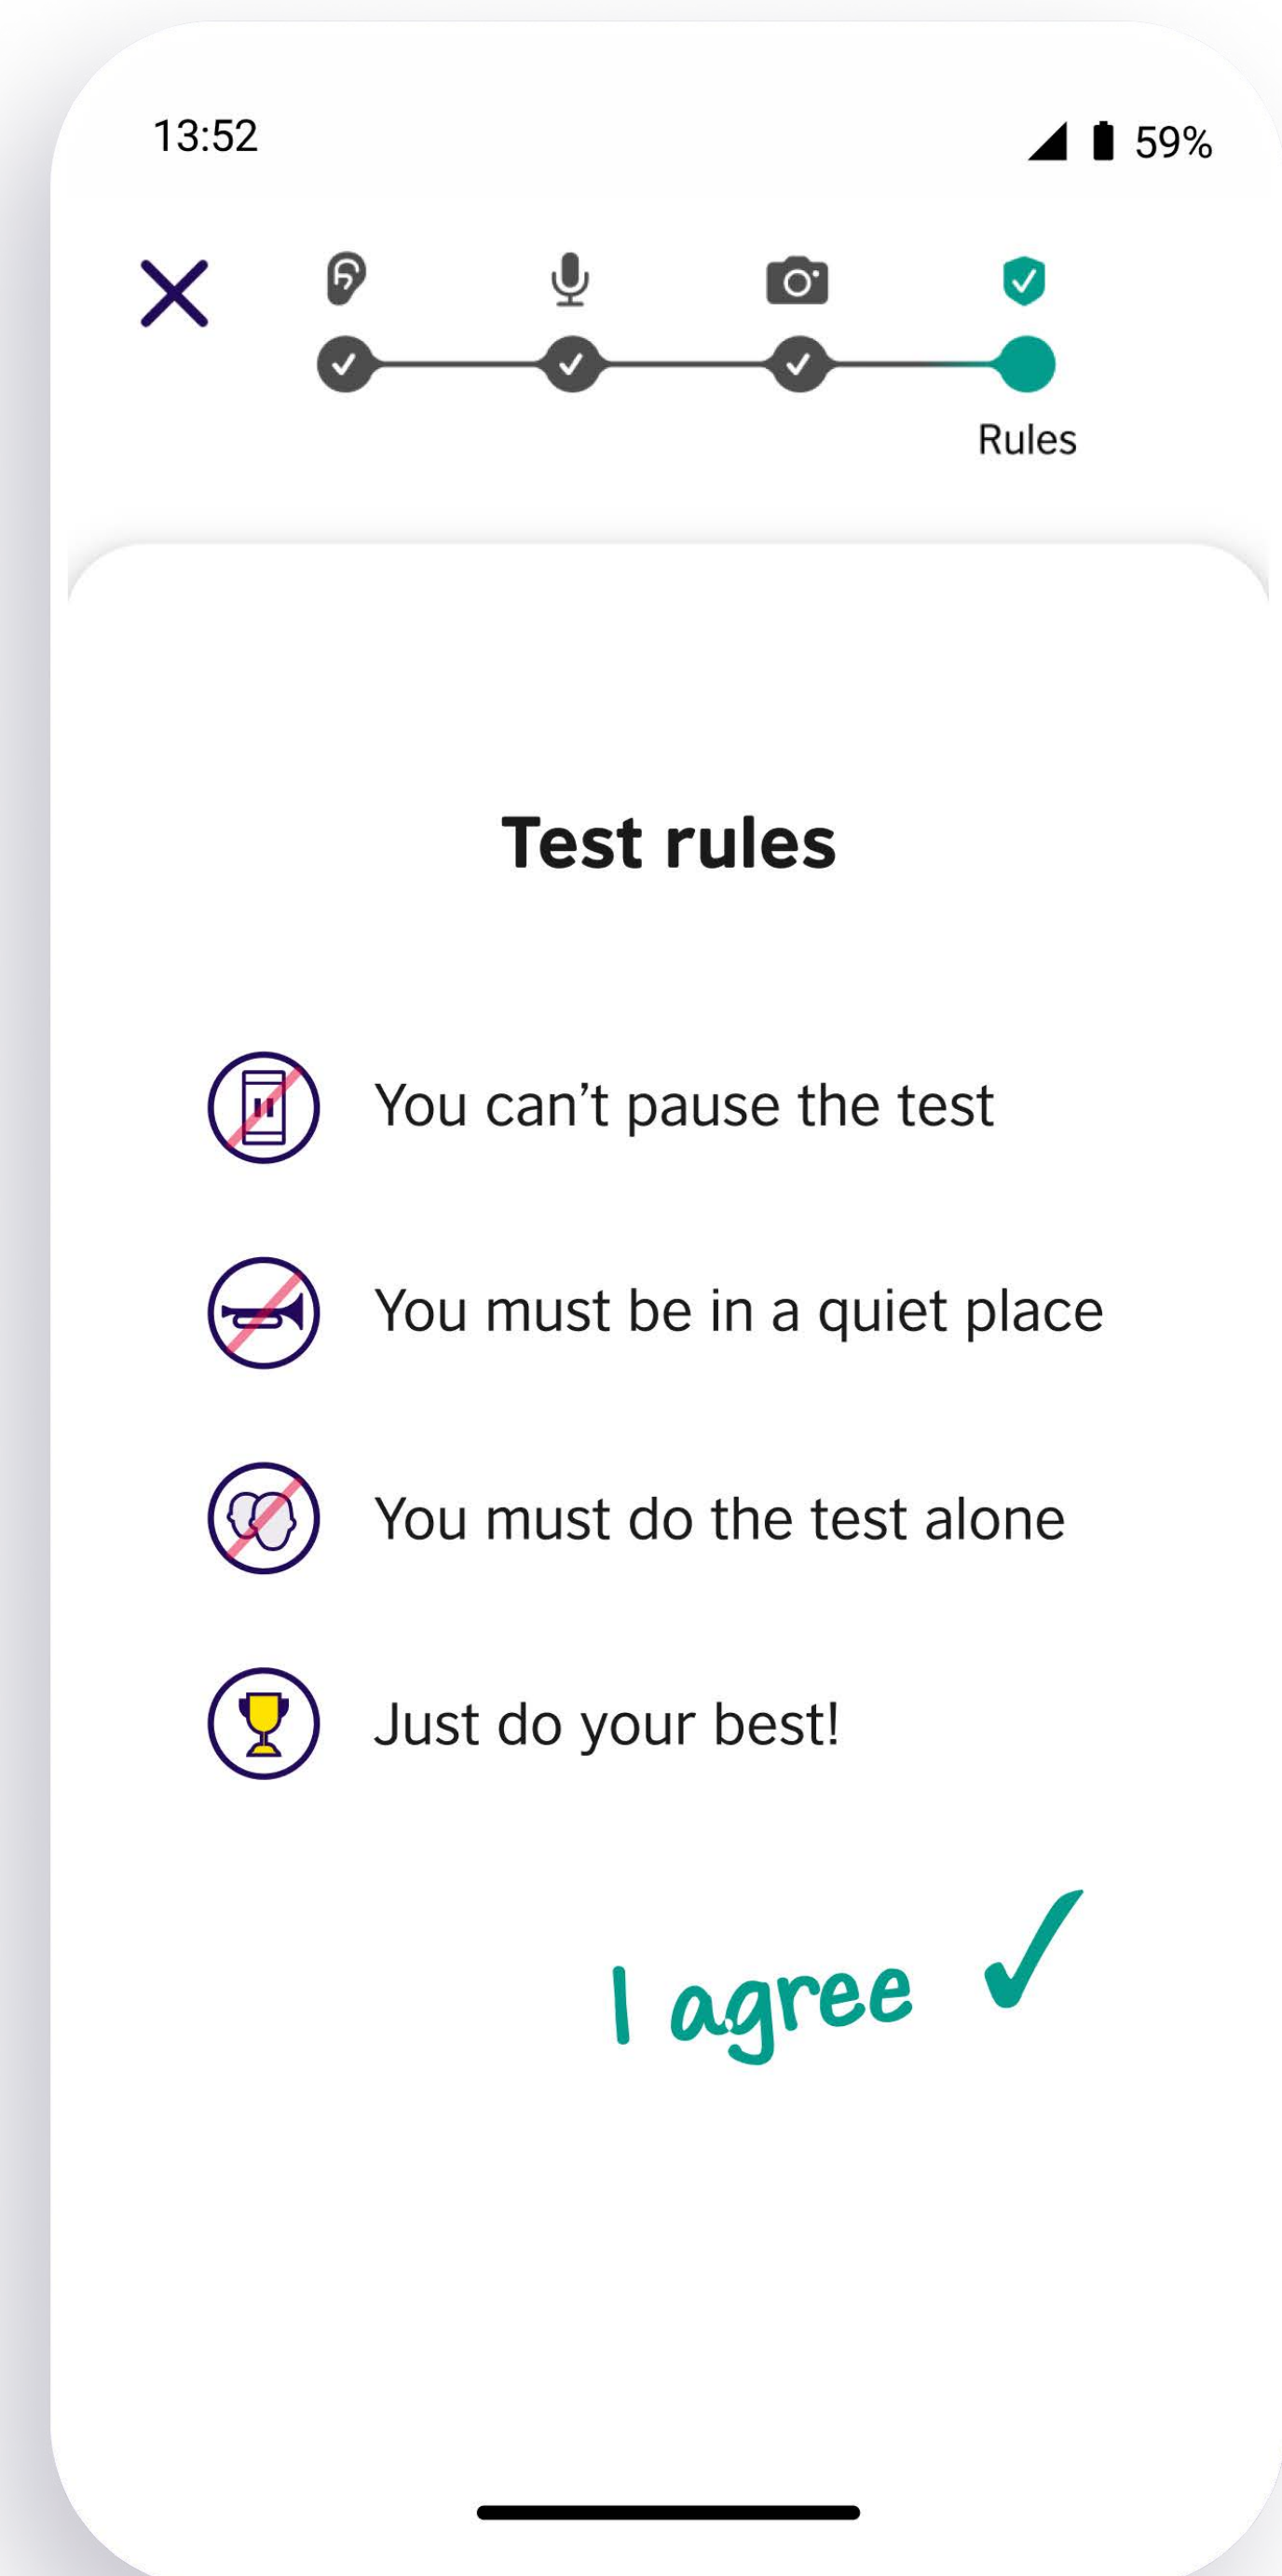 13:52
59%
Rules
Test rules
You can’t pause the test
You must be in a quiet place
You must do the test alone
Just do your best!
I agree